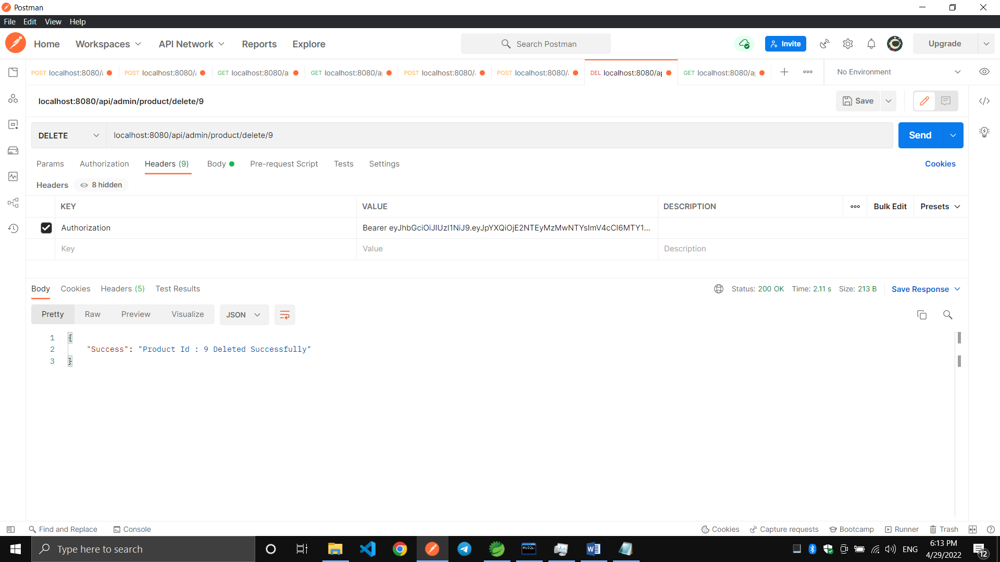 Postman
File Edit View Help
Home Workspaces API Network Reports Explore Search Postman Invite Upgrade
POST localhost:8080/a POST localhost:8080/a GET localhost:8080/ap GET localhost:8080/ap POST localhost:8080/a POST localhost:8080/ DEL localhost:8080/ap GET localhost:8080/ap No Environment
localhost:8080/api/admin/product/delete/9 Save
DELETE localhost:8080/api/admin/product/delete/9 Send
Params Authorization Headers (9) Body Pre-request Script Tests Settings Cookies
Headers 8 hidden
KEY VALUE DESCRIPTION Bulk Edit Presets
Authorization Bearer eyJhbGciOiJIUzI1NiJ9.eyJpYXQiOjE2NTEyMzMwNTYsImV4cCI6MTY1...
Key Value Description
Body Cookies Headers (5) Test Results Status: 200 OK Time: 2.11 s Size: 213 B Save Response
Pretty Raw Preview Visualize JSON
1 {
2 "Success": "Product Id : 9 Deleted Successfully"
3 }
Find and Replace Console Cookies Capture requests Bootcamp Runner Trash
Type here to search MySQL ENG 6:13 PM
4/29/2022 12